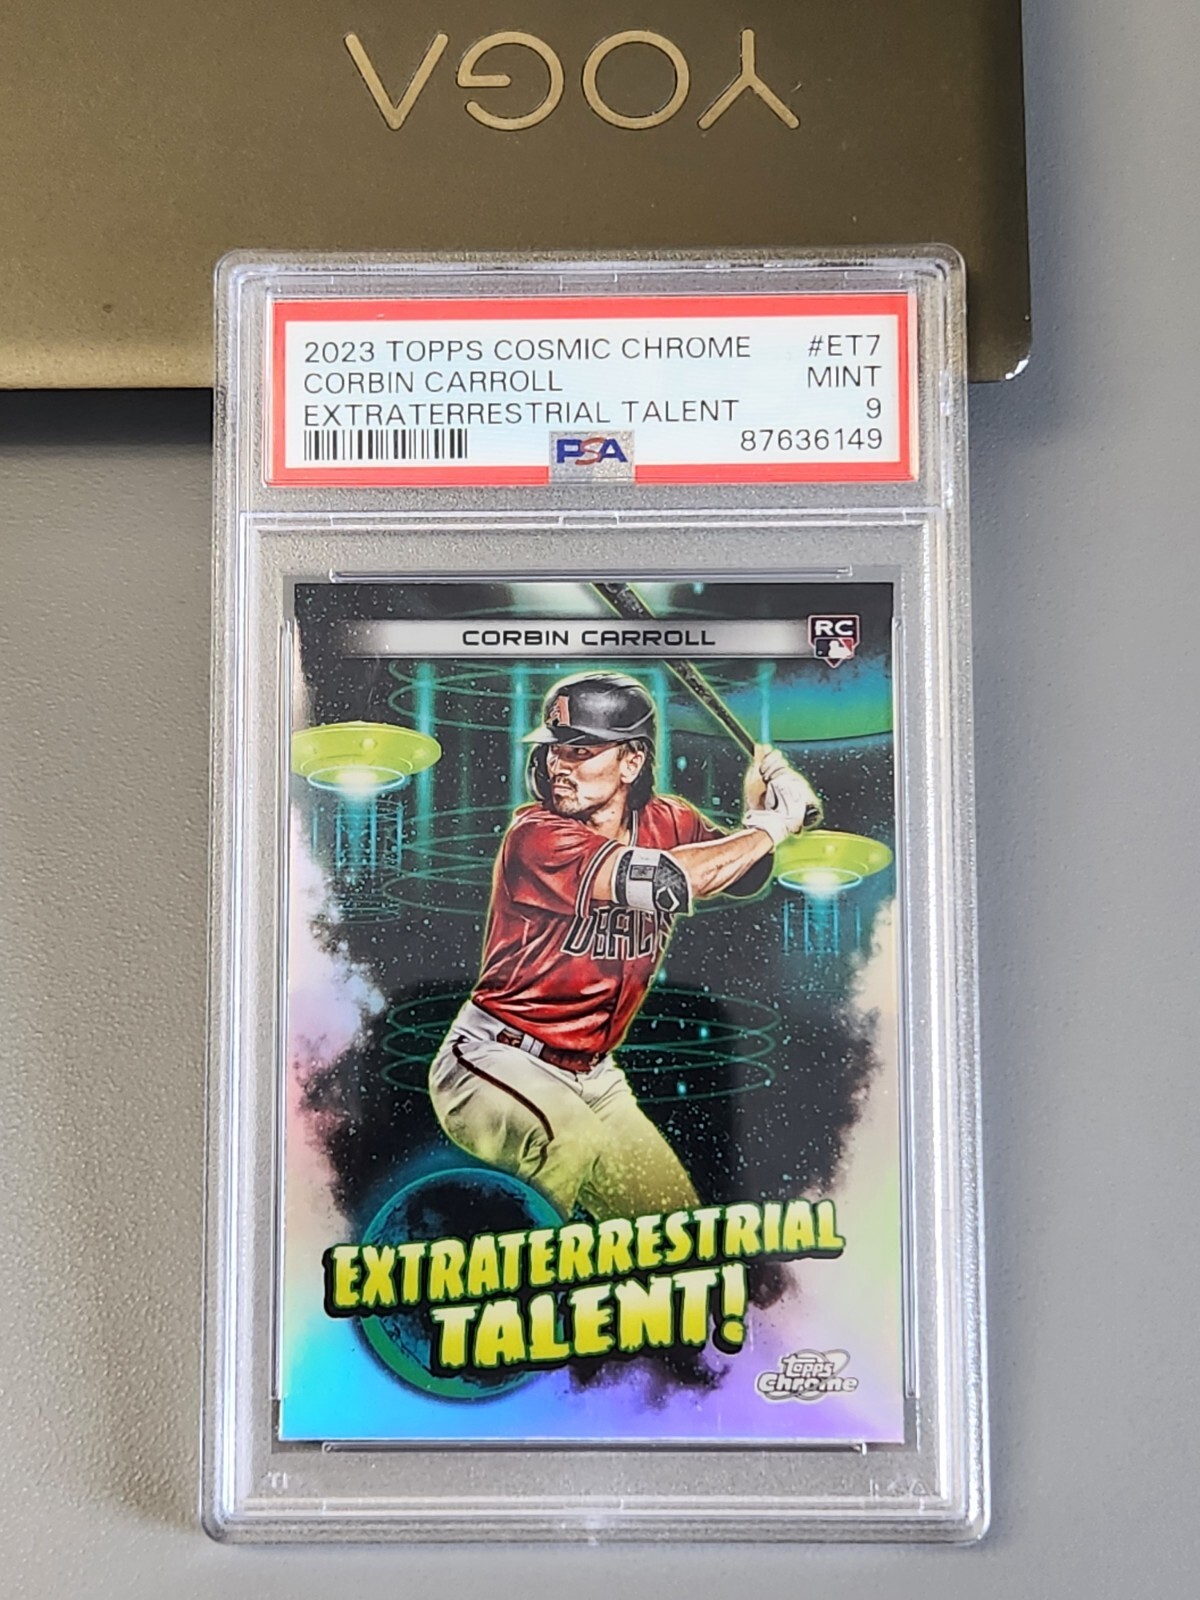 YOGA
2023 TOPPS COSMIC CHROME #ET7
CORBIN CARROLL MINT
EXTRATERRESTRIAL TALENT 9
PSA 87636149
CORBIN CARROLL
RC
A
DBAC
EXTRATERRESTRIAL
TALENT!
topps
Chrome